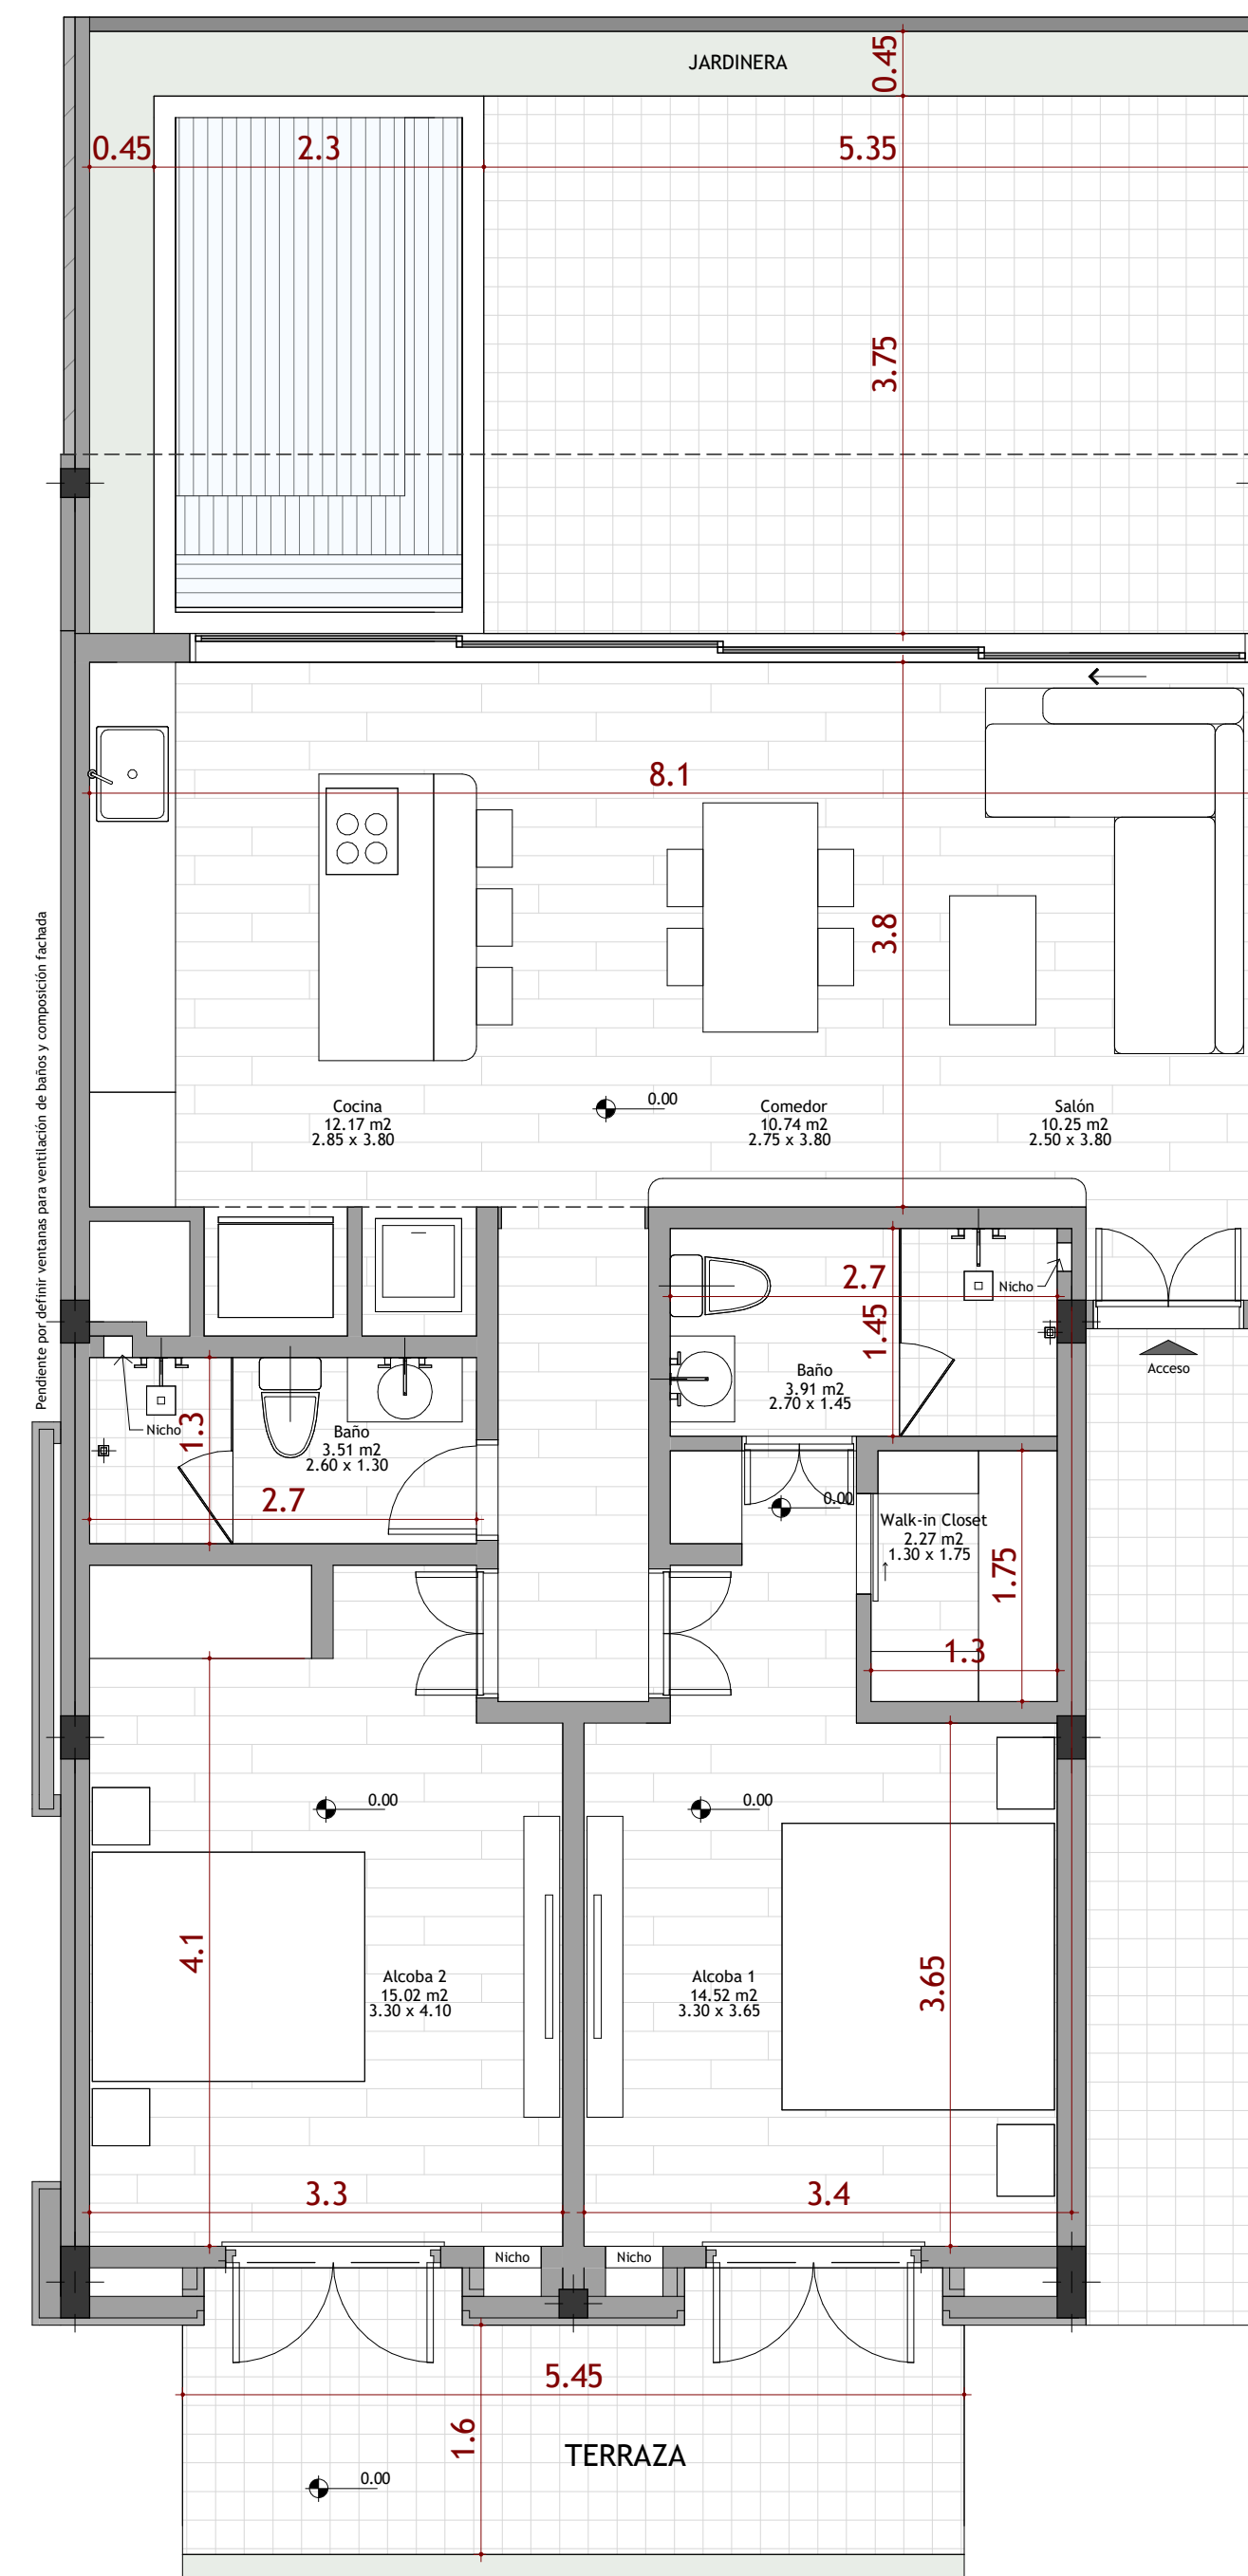 JARDINERA
0.45
0.45
2.3
5.35
3.75
8.1
3.8
Pendiente por definir ventanas para ventilación de baños y composición fachada
Cocina
12.17 m2
2.85 x 3.80
0.00
Comedor
10.74 m2
2.75 x 3.80
Salón
10.25 m2
2.50 x 3.80
2.7
1.45
Nicho
Baño
3.91 m2
2.70 x 1.45
Acceso
1.3
Nicho
Baño
3.51 m2
2.60 x 1.30
2.7
0.00
Walk-in Closet
2.27 m2
1.30 x 1.75
1.75
1.3
0.00
0.00
4.1
Alcoba 2
15.02 m2
3.30 x 4.10
Alcoba 1
14.52 m2
3.30 x 3.65
3.65
3.3
3.4
Nicho
Nicho
5.45
1.6
TERRAZA
0.00